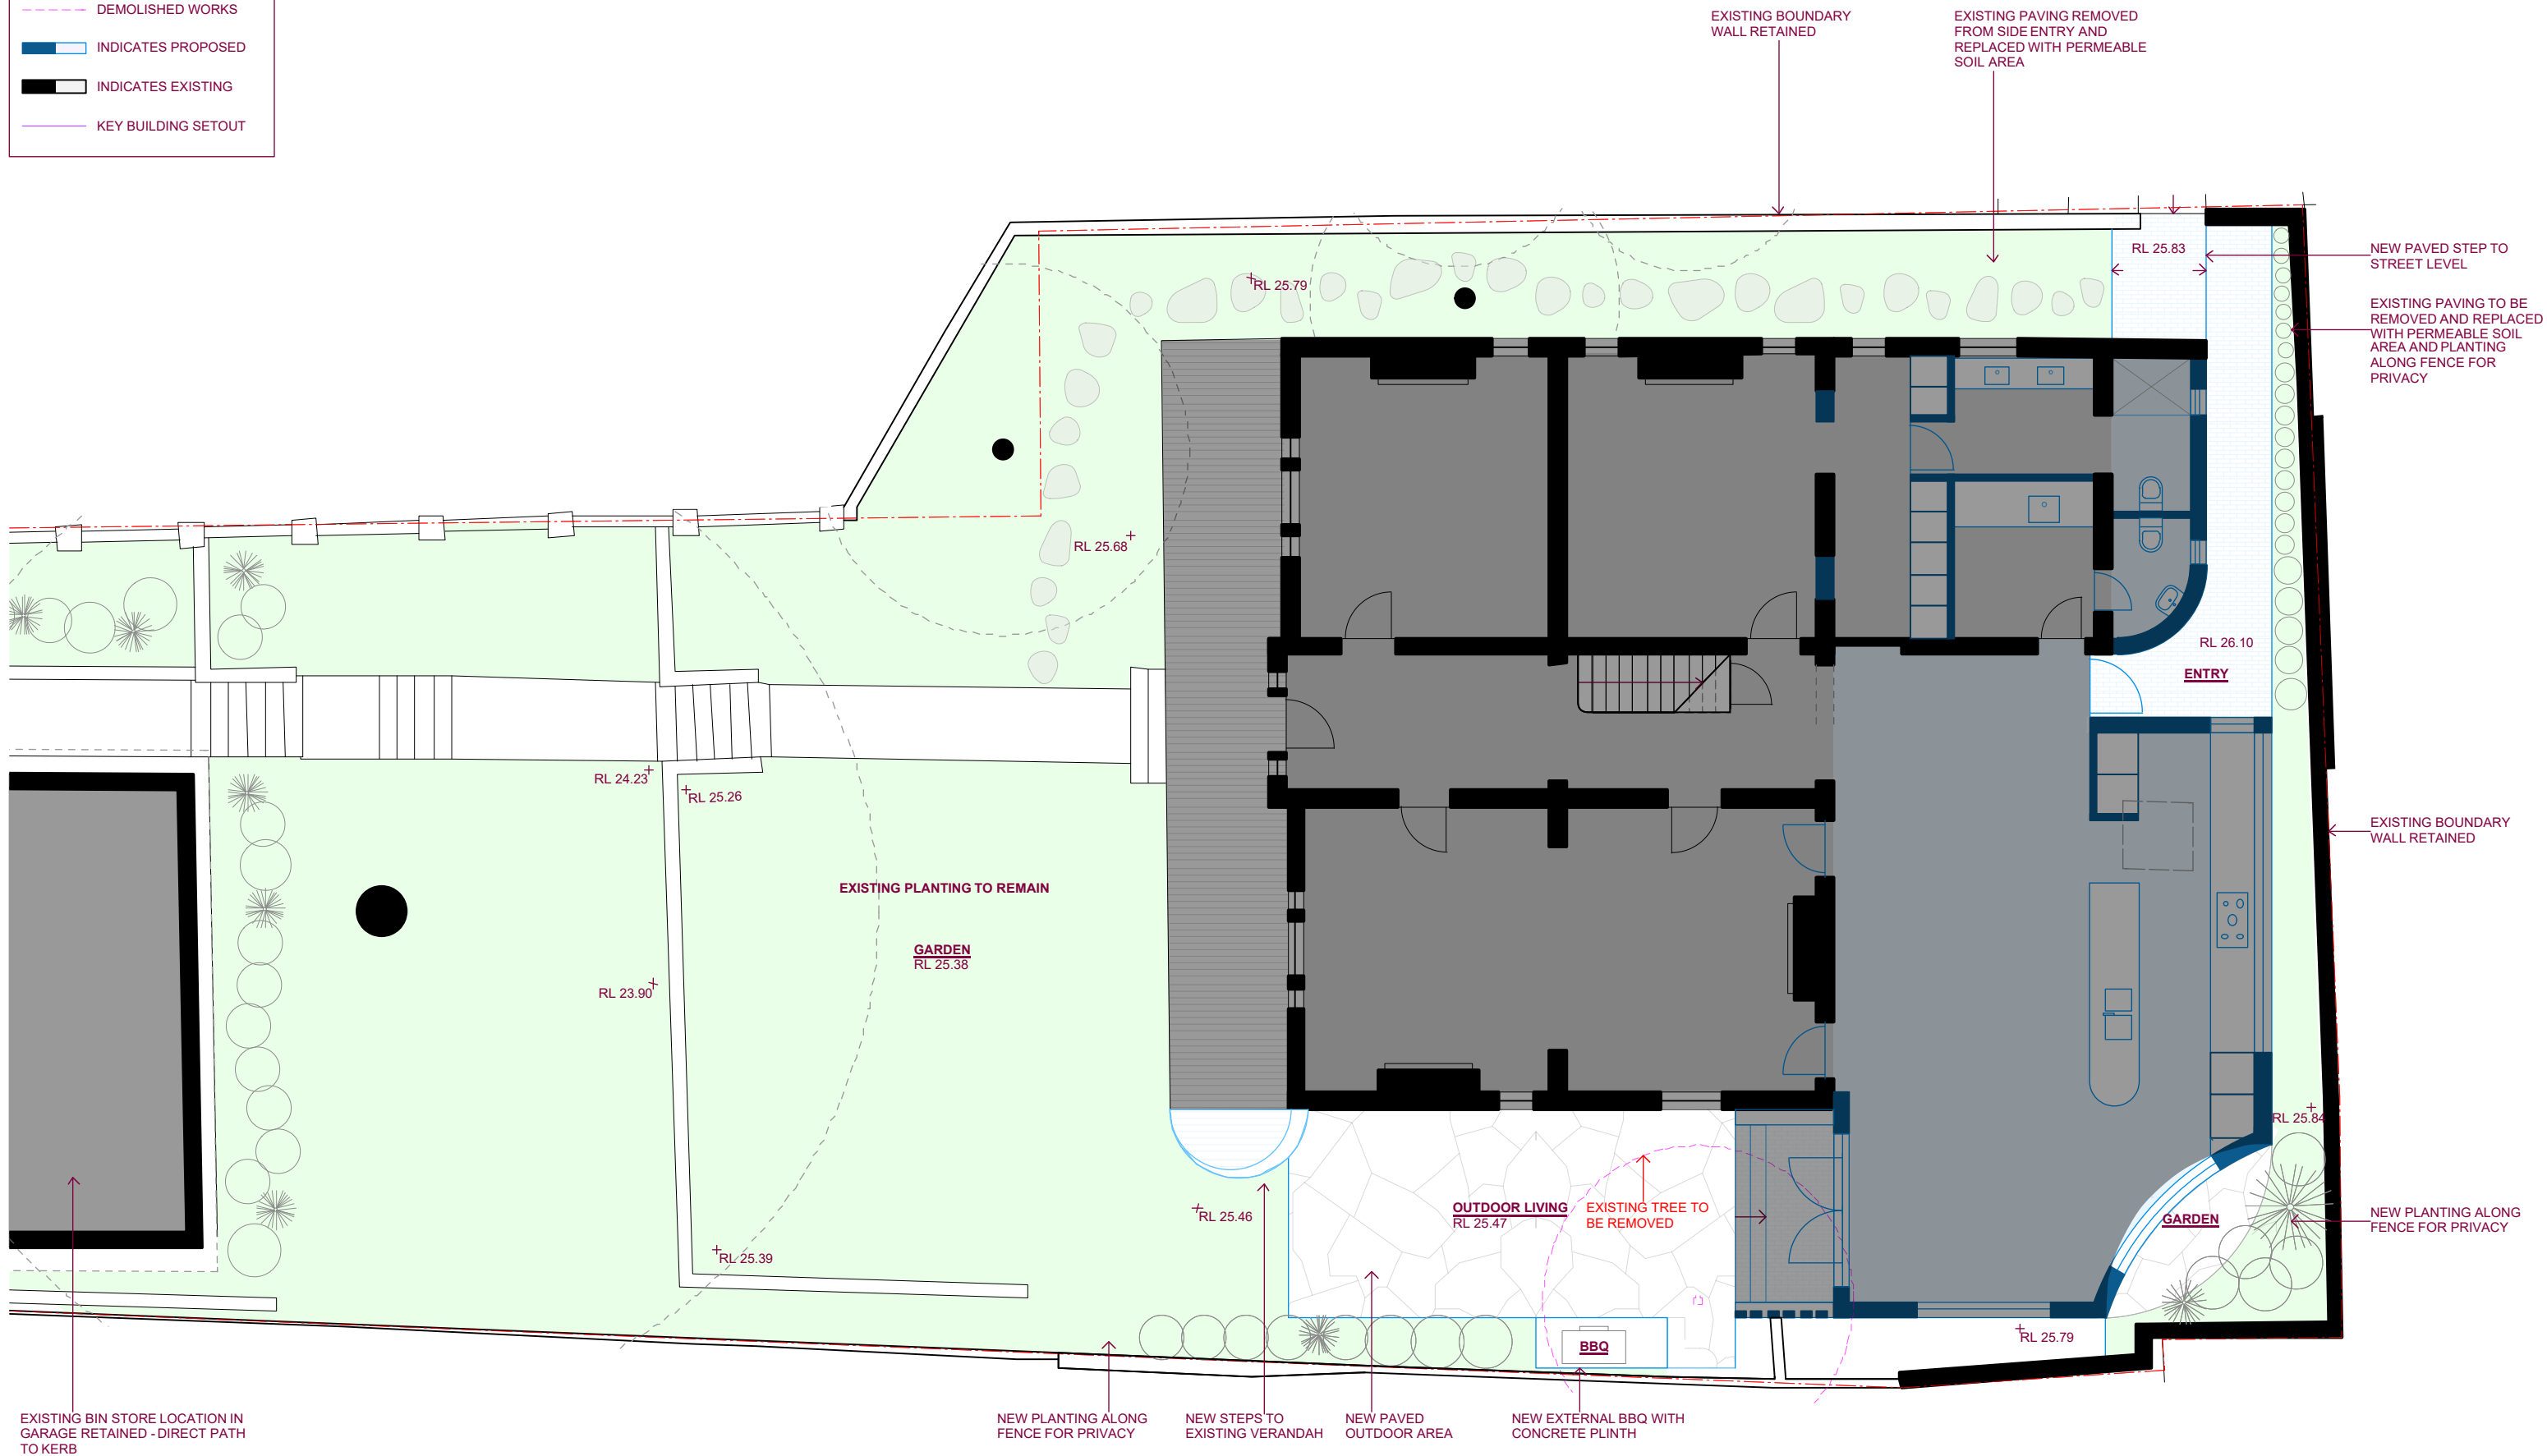 DEMOLISHED WORKS
INDICATES PROPOSED
INDICATES EXISTING
KEY BUILDING SETOUT
EXISTING BOUNDARY
WALL RETAINED
EXISTING PAVING REMOVED
FROM SIDE ENTRY AND
REPLACED WITH PERMEABLE
SOIL AREA
RL 25.83
NEW PAVED STEP TO
STREET LEVEL
RL 25.79
EXISTING PAVING TO BE
REMOVED AND REPLACED
WITH PERMEABLE SOIL
AREA AND PLANTING
ALONG FENCE FOR
PRIVACY
RL 25.68
RL 26.10
ENTRY
RL 24.23
RL 25.26
EXISTING BOUNDARY
WALL RETAINED
EXISTING PLANTING TO REMAIN
GARDEN
RL 25.38
RL 23.90
RL 25.84
OUTDOOR LIVING
RL 25.47
EXISTING TREE TO
BE REMOVED
RL 25.46
GARDEN
NEW PLANTING ALONG
FENCE FOR PRIVACY
RL 25.39
RL 25.79
BBQ
EXISTING BIN STORE LOCATION IN
GARAGE RETAINED - DIRECT PATH
TO KERB
NEW PLANTING ALONG
FENCE FOR PRIVACY
NEW STEPS TO
EXISTING VERANDAH
NEW PAVED
OUTDOOR AREA
NEW EXTERNAL BBQ WITH
CONCRETE PLINTH